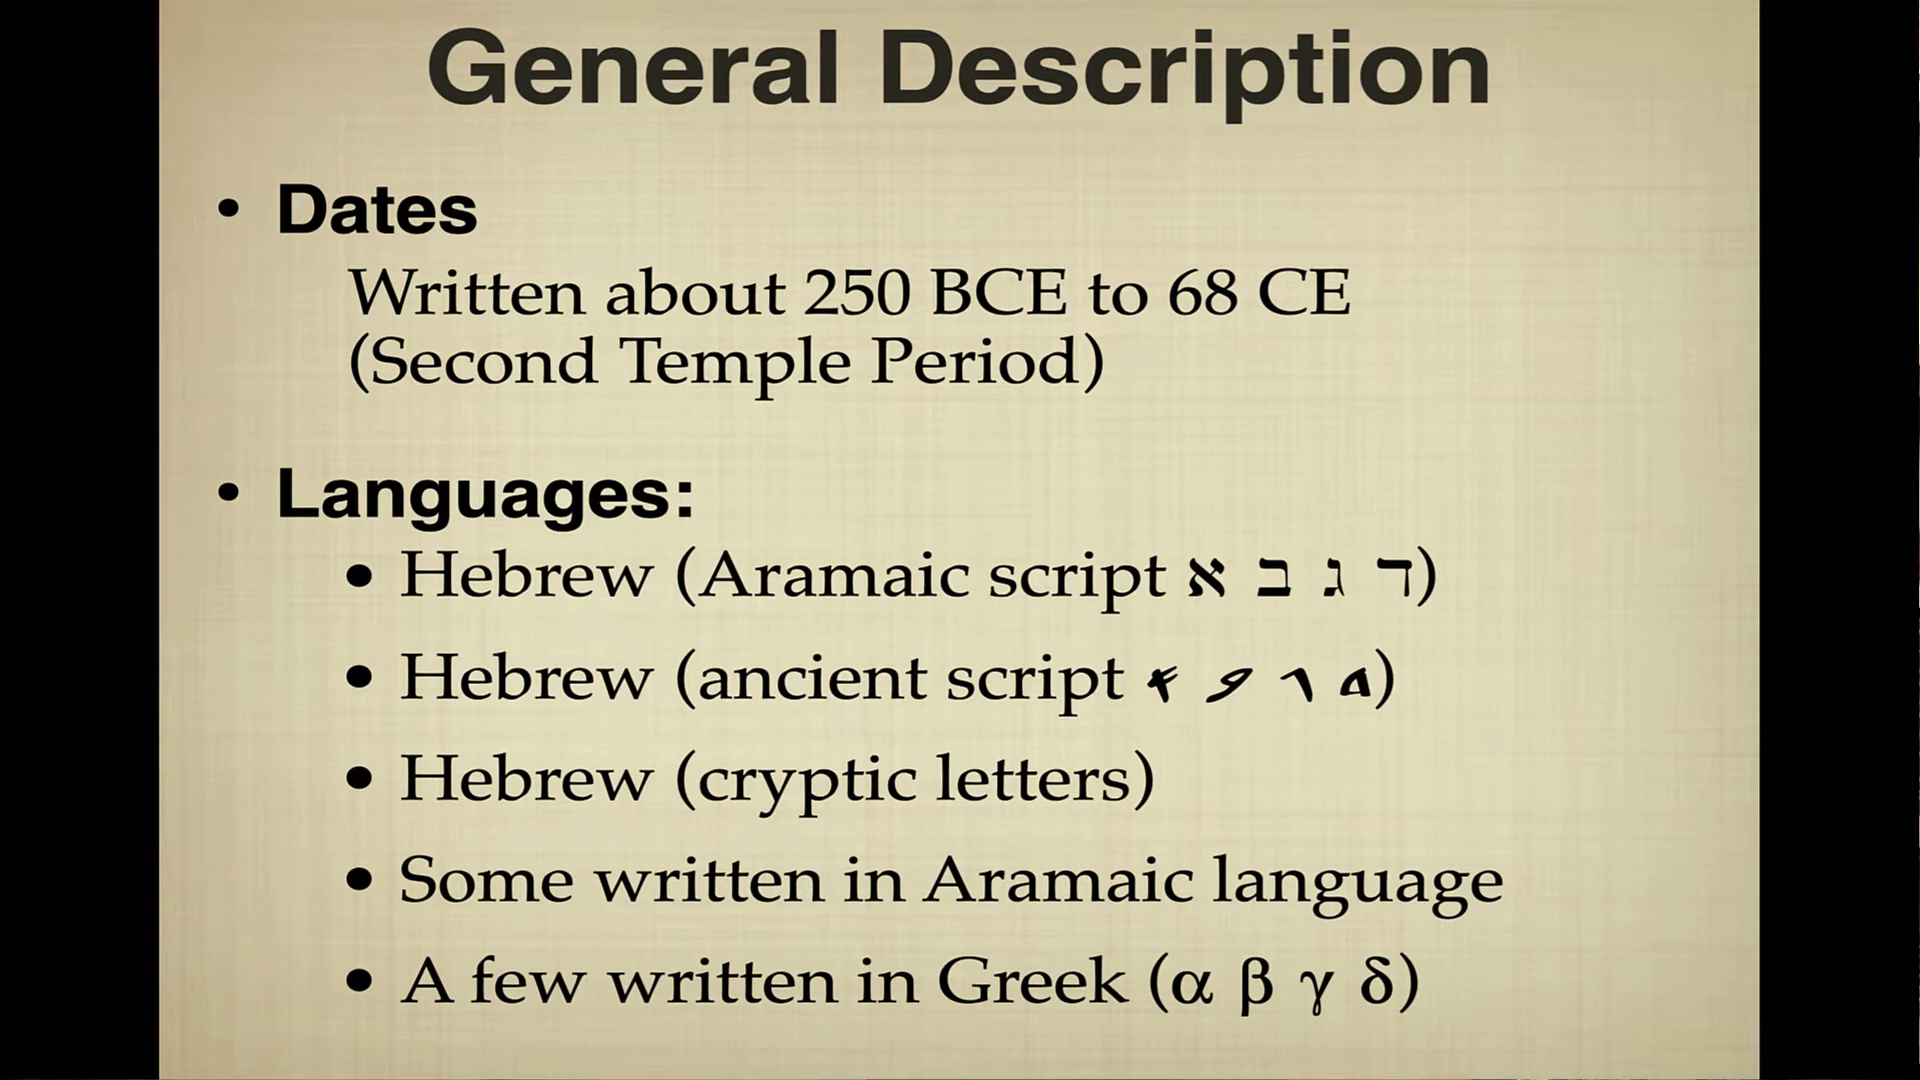 General Description
• Dates
Written about 250 BCE to 68 CE
(Second Temple Period)
• Languages:
• Hebrew (Aramaic script א ב ג ד)
• Hebrew (ancient script 𐤀 𐤁 𐤂 𐤃)
• Hebrew (cryptic letters)
• Some written in Aramaic language
• A few written in Greek (α β γ δ)